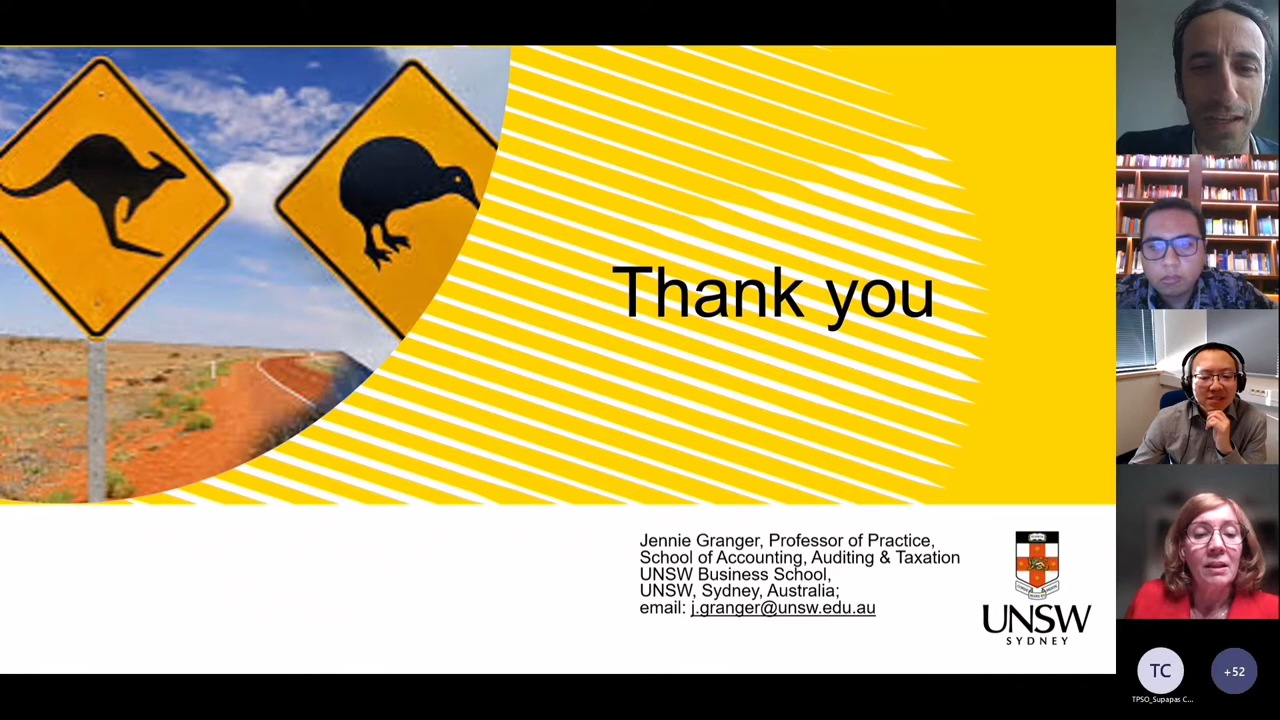 Thank you
Jennie Granger, Professor of Practice,
School of Accounting, Auditing & Taxation
UNSW Business School,
UNSW, Sydney, Australia;
email: j.granger@unsw.edu.au
UNSW
SYDNEY
TC
+52
TPSO_Supapas C...